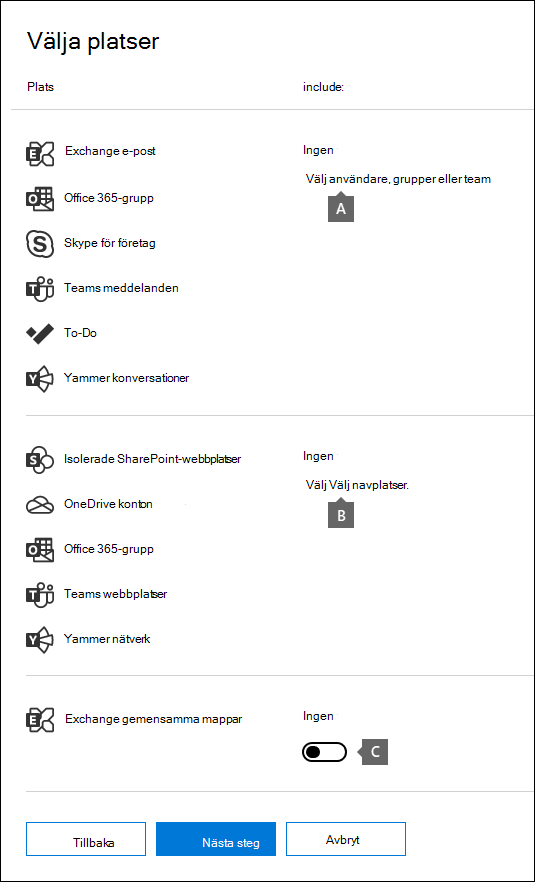 Välja platser
Plats include:
Exchange e-post Ingen
Välj användare, grupper eller team
A
Office 365-grupp
Skype för företag
Teams meddelanden
To-Do
Yammer konversationer
Isolerade SharePoint-webbplatser Ingen
Välj Välj navplatser.
B
OneDrive konton
Office 365-grupp
Teams webbplatser
Yammer nätverk
Exchange gemensamma mappar Ingen
C
Tillbaka Nästa steg Avbryt